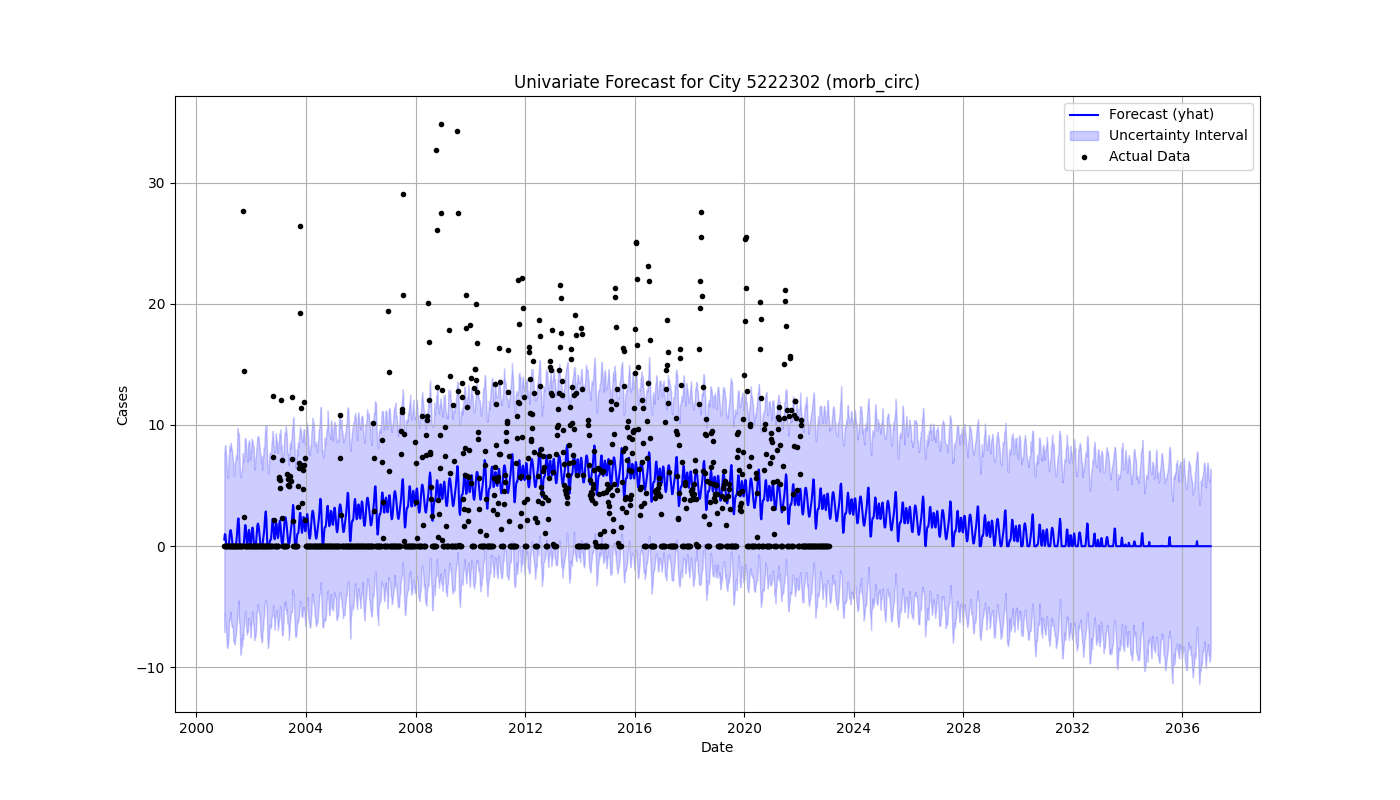 Univariate Forecast for City 5222302 (morb_circ)
Forecast (yhat)
Uncertainty Interval
Actual Data
Cases
30
20
10
0
−10
2000 2004 2008 2012 2016 2020 2024 2028 2032 2036
Date